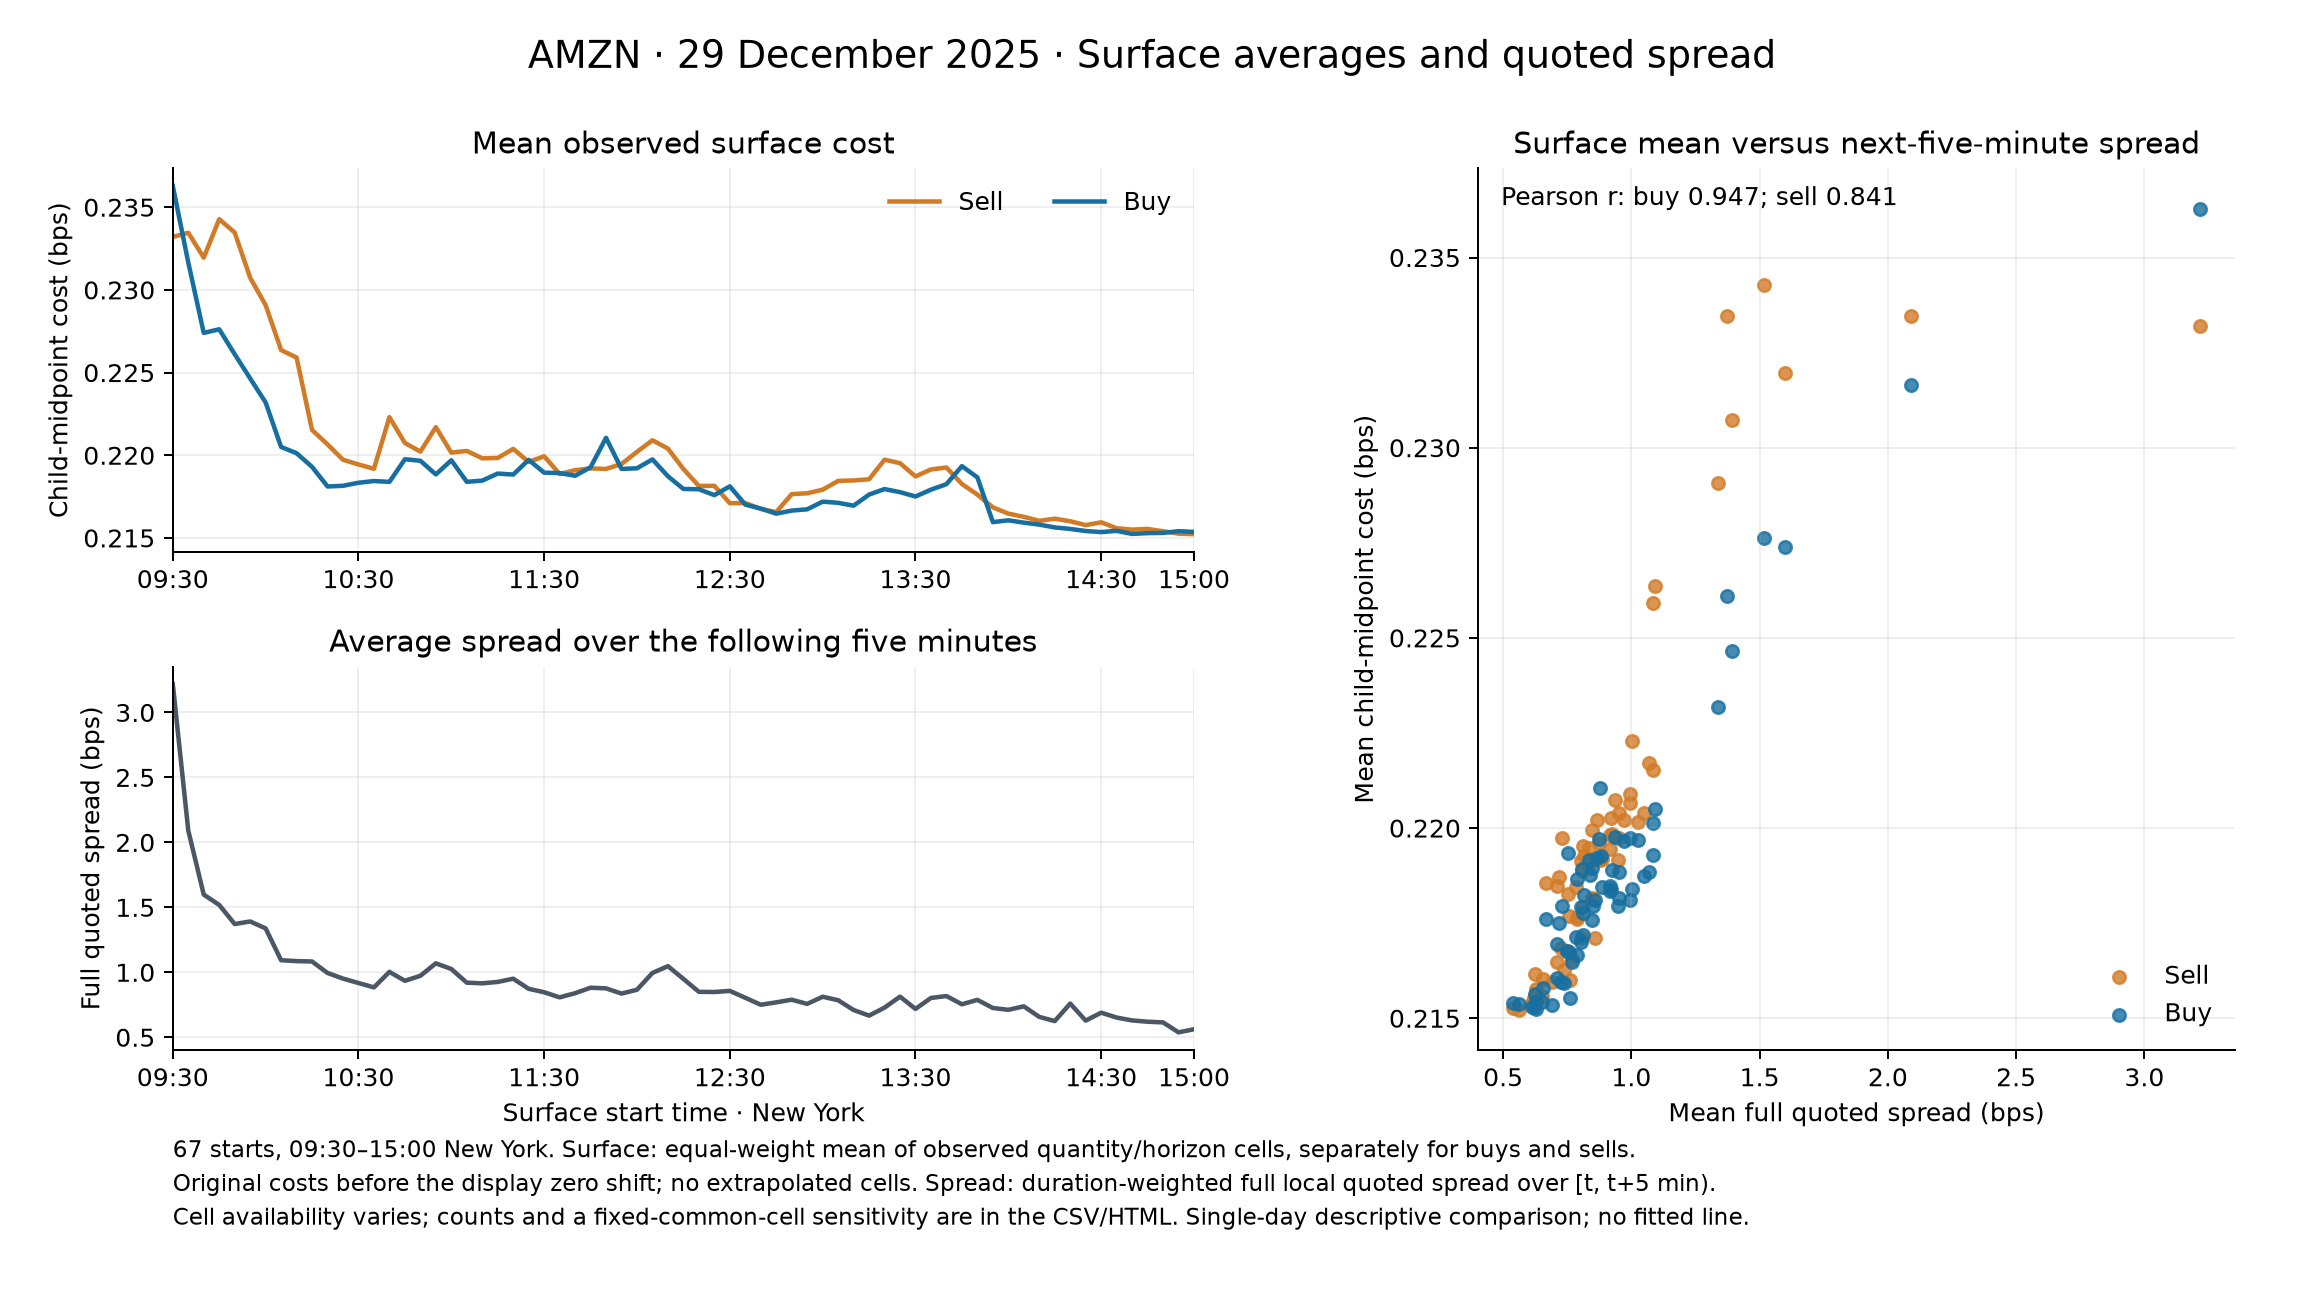 AMZN · 29 December 2025 · Surface averages and quoted spread
Mean observed surface cost
Child-midpoint cost (bps)
0.235
0.230
0.225
0.220
0.215
Sell
Buy
09:30
10:30
11:30
12:30
13:30
14:30
15:00
Average spread over the following five minutes
Full quoted spread (bps)
3.0
2.5
2.0
1.5
1.0
0.5
09:30
10:30
11:30
12:30
13:30
14:30
15:00
Surface start time · New York
Surface mean versus next-five-minute spread
Pearson r: buy 0.947; sell 0.841
Mean child-midpoint cost (bps)
0.235
0.230
0.225
0.220
0.215
Sell
Buy
0.5
1.0
1.5
2.0
2.5
3.0
Mean full quoted spread (bps)
67 starts, 09:30–15:00 New York. Surface: equal-weight mean of observed quantity/horizon cells, separately for buys and sells.
Original costs before the display zero shift; no extrapolated cells. Spread: duration-weighted full local quoted spread over [t, t+5 min).
Cell availability varies; counts and a fixed-common-cell sensitivity are in the CSV/HTML. Single-day descriptive comparison; no fitted line.